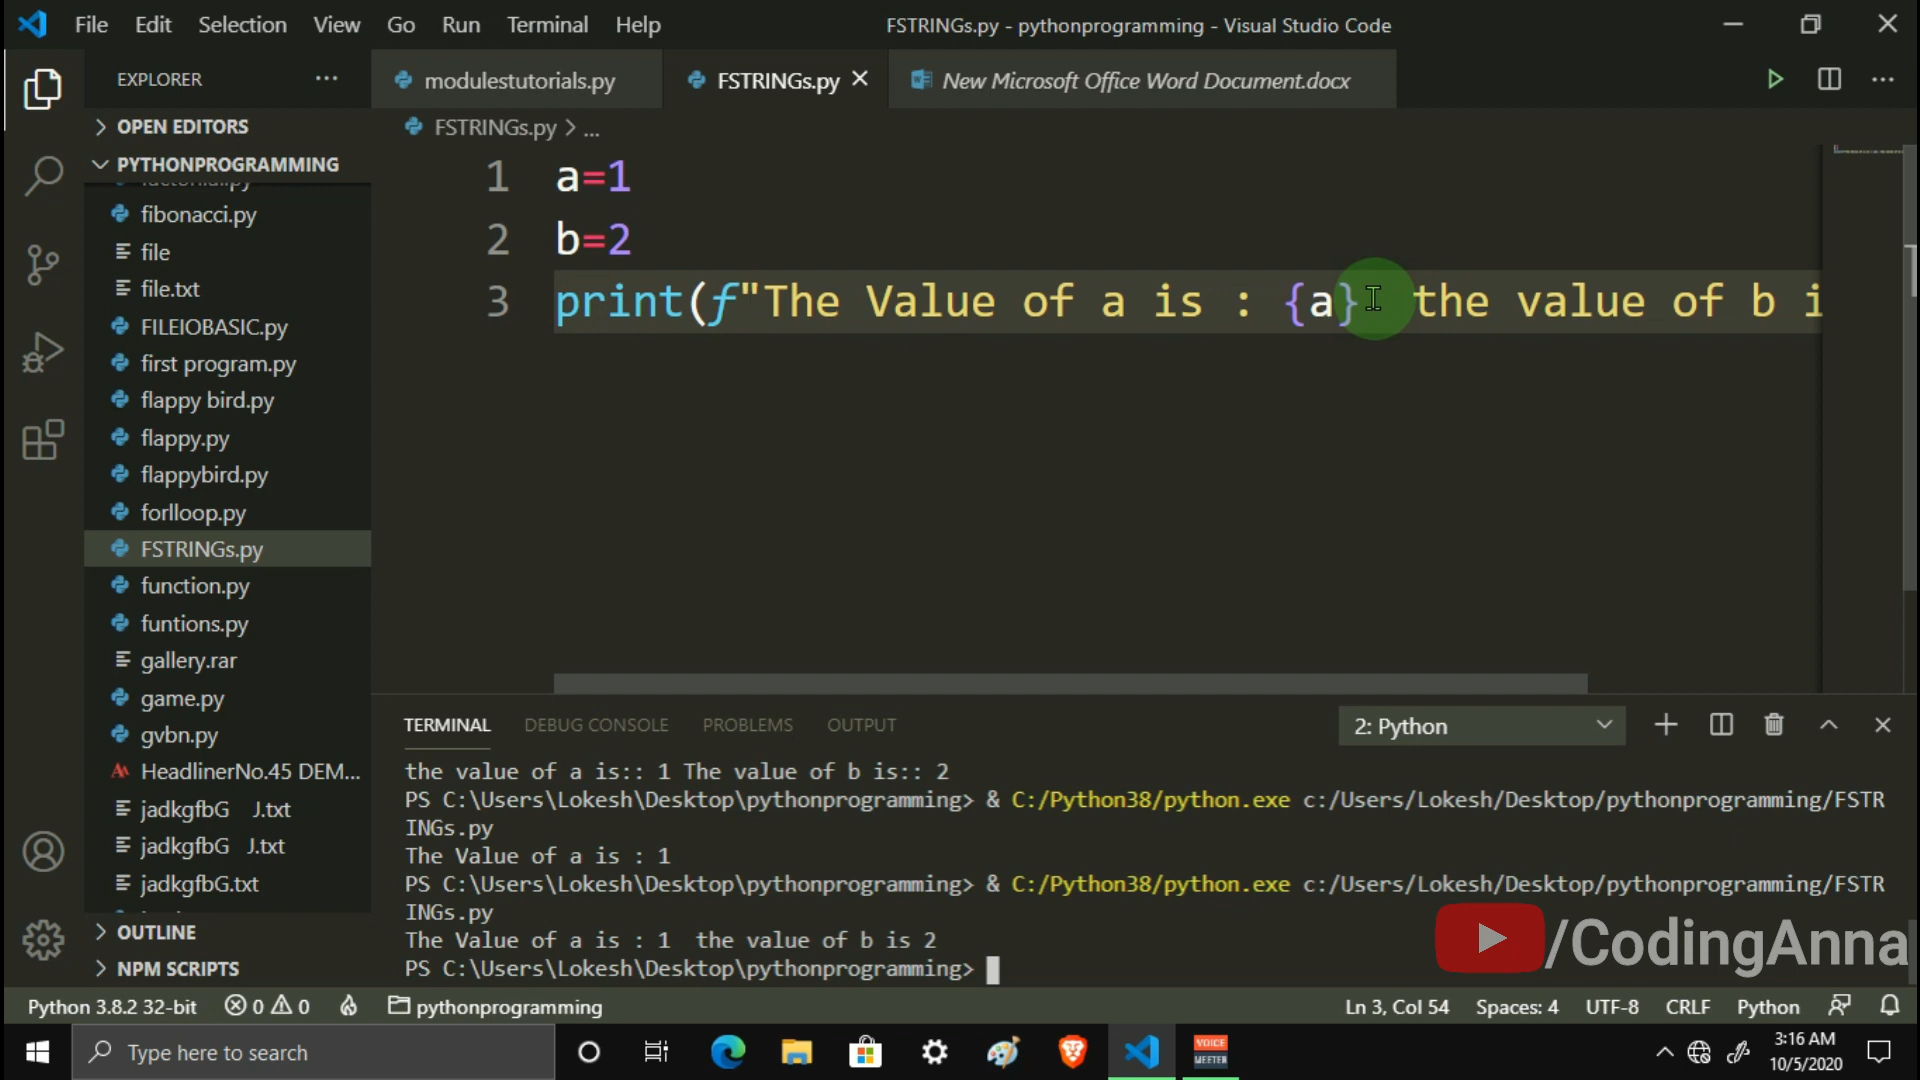 File Edit Selection View Go Run Terminal Help FSTRINGs.py - pythonprogramming - Visual Studio Code
EXPLORER ··· modulestutorials.py FSTRINGs.py New Microsoft Office Word Document.docx ···
OPEN EDITORS
PYTHONPROGRAMMING
fibonacci.py
file
file.txt
FILEIOBASIC.py
first program.py
flappy bird.py
flappy.py
flappybird.py
forlloop.py
FSTRINGs.py
function.py
funtions.py
gallery.rar
game.py
gvbn.py
HeadlinerNo.45 DEM...
jadkgfbG J.txt
jadkgfbG J.txt
jadkgfbG.txt
OUTLINE
NPM SCRIPTS
FSTRINGs.py > ...
1 a=1
2 b=2
3 print(f"The Value of a is : {a} the value of b i
TERMINAL DEBUG CONSOLE PROBLEMS OUTPUT 2: Python
the value of a is:: 1 The value of b is:: 2
PS C:\Users\Lokesh\Desktop\pythonprogramming> & C:/Python38/python.exe c:/Users/Lokesh/Desktop/pythonprogramming/FSTR
INGs.py
The Value of a is : 1
PS C:\Users\Lokesh\Desktop\pythonprogramming> & C:/Python38/python.exe c:/Users/Lokesh/Desktop/pythonprogramming/FSTR
INGs.py
The Value of a is : 1  the value of b is 2
PS C:\Users\Lokesh\Desktop\pythonprogramming>
/CodingAnna
Python 3.8.2 32-bit 0 0 pythonprogramming Ln 3, Col 54 Spaces: 4 UTF-8 CRLF Python
Type here to search
VOICE
MEETER
3:16 AM
10/5/2020